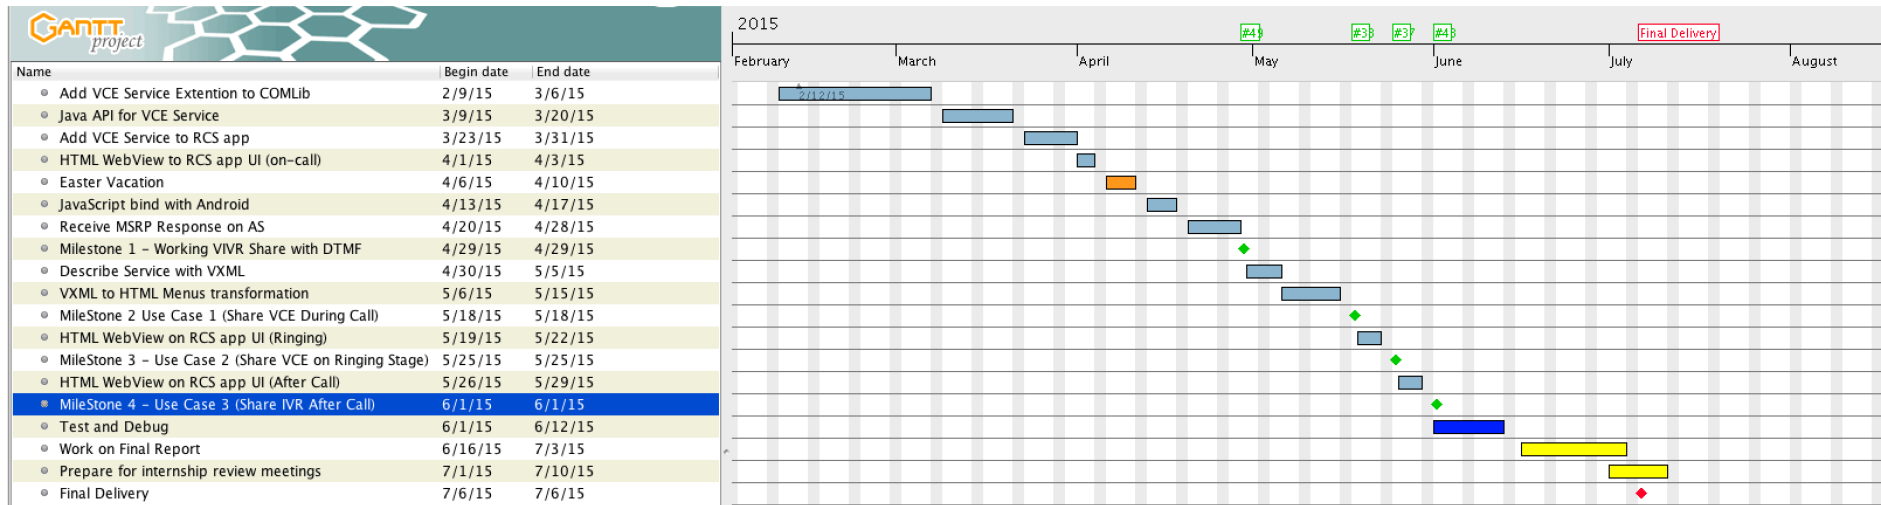 GANTT
project
2015
#49 #33 #37 #43 Final Delivery
February March April May June July August
Name Begin date End date
Add VCE Service Extention to COMLib 2/9/15 3/6/15
2/12/15
Java API for VCE Service 3/9/15 3/20/15
Add VCE Service to RCS app 3/23/15 3/31/15
HTML WebView to RCS app UI (on-call) 4/1/15 4/3/15
Easter Vacation 4/6/15 4/10/15
JavaScript bind with Android 4/13/15 4/17/15
Receive MSRP Response on AS 4/20/15 4/28/15
Milestone 1 - Working VIVR Share with DTMF 4/29/15 4/29/15
Describe Service with VXML 4/30/15 5/5/15
VXML to HTML Menus transformation 5/6/15 5/15/15
MileStone 2 Use Case 1 (Share VCE During Call) 5/18/15 5/18/15
HTML WebView on RCS app UI (Ringing) 5/19/15 5/22/15
MileStone 3 - Use Case 2 (Share VCE on Ringing Stage) 5/25/15 5/25/15
HTML WebView on RCS app UI (After Call) 5/26/15 5/29/15
MileStone 4 - Use Case 3 (Share IVR After Call) 6/1/15 6/1/15
Test and Debug 6/1/15 6/12/15
Work on Final Report 6/16/15 7/3/15
Prepare for internship review meetings 7/1/15 7/10/15
Final Delivery 7/6/15 7/6/15